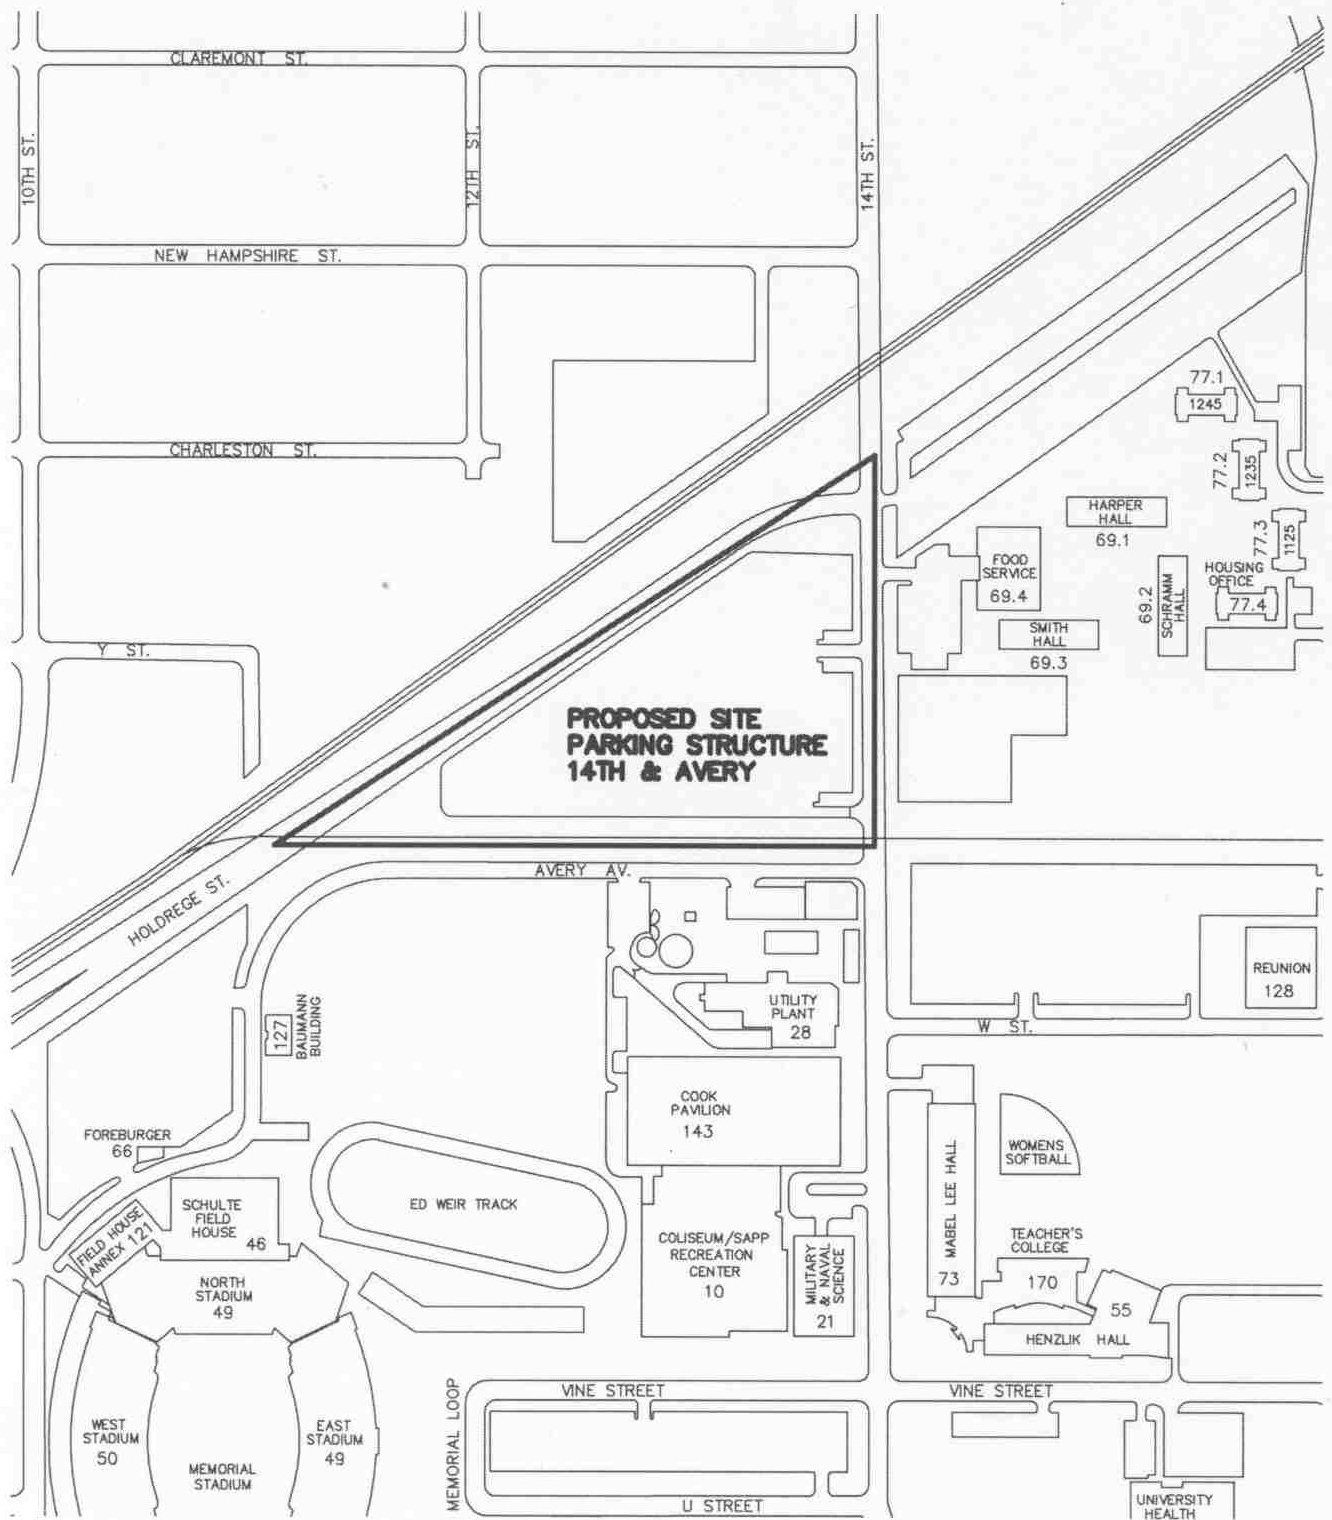 CLAREMONT ST.
10TH ST.
12TH ST.
14TH ST.
NEW HAMPSHIRE ST.
77.1
1245
CHARLESTON ST.
77.2
1235
HARPER
HALL
69.1
77.3
1125
FOOD
SERVICE
69.4
HOUSING
OFFICE
77.4
69.2
SCHRAMM
HALL
SMITH
HALL
69.3
Y ST.
PROPOSED SITE
PARKING STRUCTURE
14TH & AVERY
AVERY AV.
HOLDREGE ST.
REUNION
128
UTILITY
PLANT
28
W ST.
127
BAUMANN
BUILDING
COOK
PAVILION
143
FOREBURGER
66
MABEL LEE HALL
73
WOMENS
SOFTBALL
SCHULTE
FIELD
HOUSE
46
ED WEIR TRACK
FIELD HOUSE
ANNEX 121
COLISEUM/SAPP
RECREATION
CENTER
10
MILITARY
& NAVAL
SCIENCE
21
TEACHER'S
COLLEGE
170
55
HENZLIK HALL
NORTH
STADIUM
49
VINE STREET
VINE STREET
MEMORIAL LOOP
WEST
STADIUM
50
EAST
STADIUM
49
MEMORIAL
STADIUM
U STREET
UNIVERSITY
HEALTH